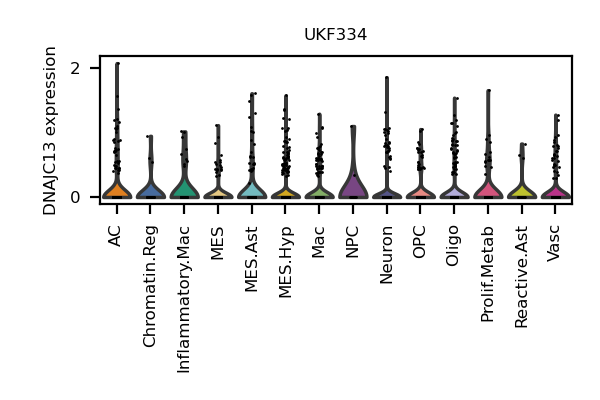 UKF334
DNAJC13 expression
2
0
AC
Chromatin.Reg
Inflammatory.Mac
MES
MES.Ast
MES.Hyp
Mac
NPC
Neuron
OPC
Oligo
Prolif.Metab
Reactive.Ast
Vasc